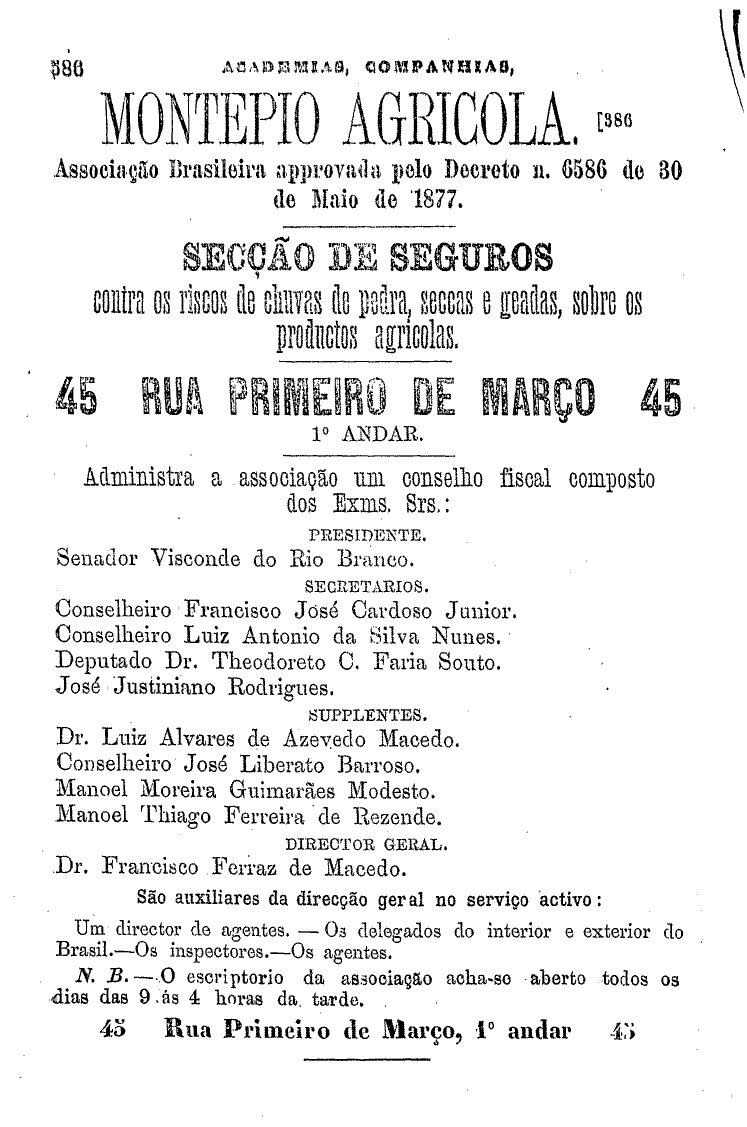 386 ACADEMIAS, COMPANHIAS,
MONTEPIO AGRICOLA. [386
Associação Brasileira approvada pelo Decreto n. 6586 de 30
de Maio de 1877.
SECÇÃO DE SEGUROS
contra os riscos de chuvas de pedra, seccas e geadas, sobre os
productos agricolas.
45 RUA PRIMEIRO DE MARÇO 45
1º ANDAR.
Administra a associação um conselho fiscal composto
dos Exms. Srs.:
PRESIDENTE.
Senador Visconde do Rio Branco.
SECRETARIOS.
Conselheiro Francisco José Cardoso Junior.
Conselheiro Luiz Antonio da Silva Nunes.
Deputado Dr. Theodoreto C. Faria Souto.
José Justiniano Rodrigues.
SUPPLENTES.
Dr. Luiz Alvares de Azevedo Macedo.
Conselheiro José Liberato Barroso.
Manoel Moreira Guimarães Modesto.
Manoel Thiago Ferreira de Rezende.
DIRECTOR GERAL.
Dr. Francisco Ferraz de Macedo.
São auxiliares da direcção geral no serviço activo:
Um director de agentes. — Os delegados do interior e exterior do
Brasil.—Os inspectores.—Os agentes.
N. B. — O escriptorio da associação acha-se aberto todos os
dias das 9 ás 4 horas da tarde.
45 Rua Primeiro de Março, 1º andar 45